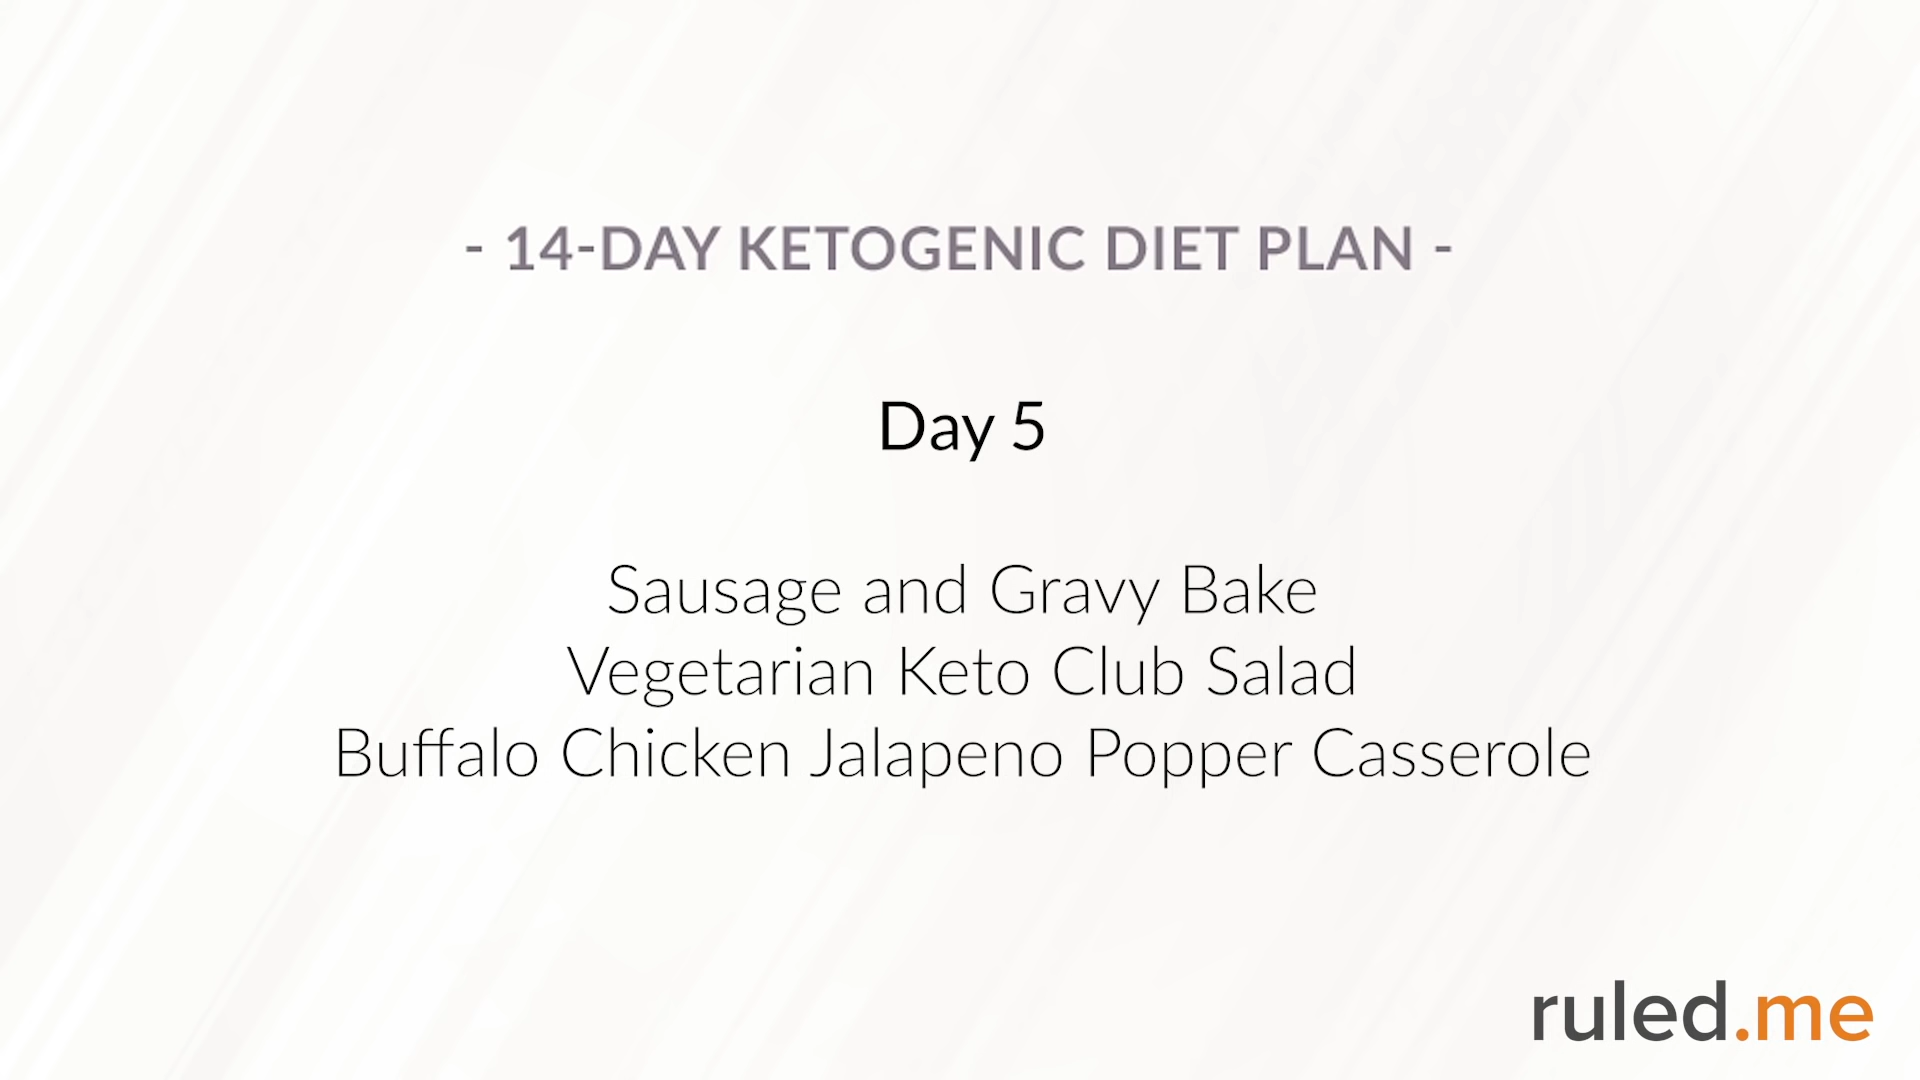 - 14-DAY KETOGENIC DIET PLAN -
Day 5
Sausage and Gravy Bake
Vegetarian Keto Club Salad
Buffalo Chicken Jalapeno Popper Casserole
ruled.me